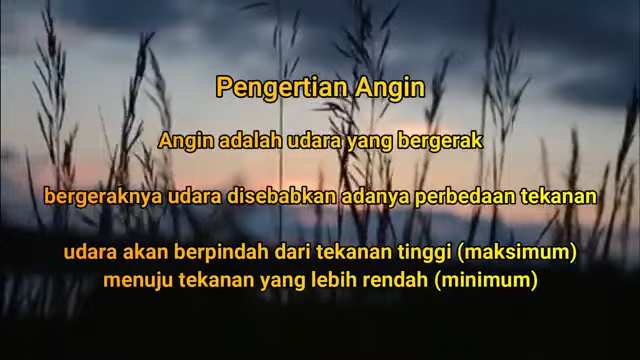 Pengertian Angin
Angin adalah udara yang bergerak
bergeraknya udara disebabkan adanya perbedaan tekanan
udara akan berpindah dari tekanan tinggi (maksimum)
menuju tekanan yang lebih rendah (minimum)